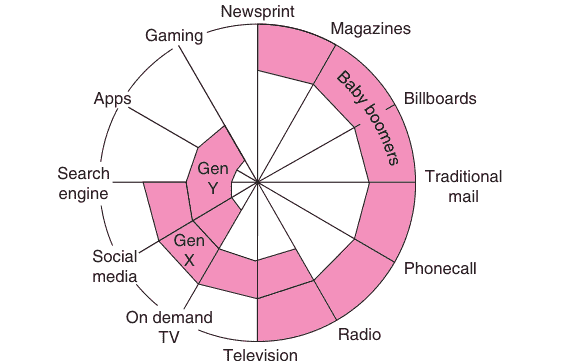 Newsprint
Magazines
Billboards
Traditional
mail
Phonecall
Radio
Television
On demand
TV
Social
media
Search
engine
Apps
Gaming
Baby boomers
Gen
Y
Gen
X